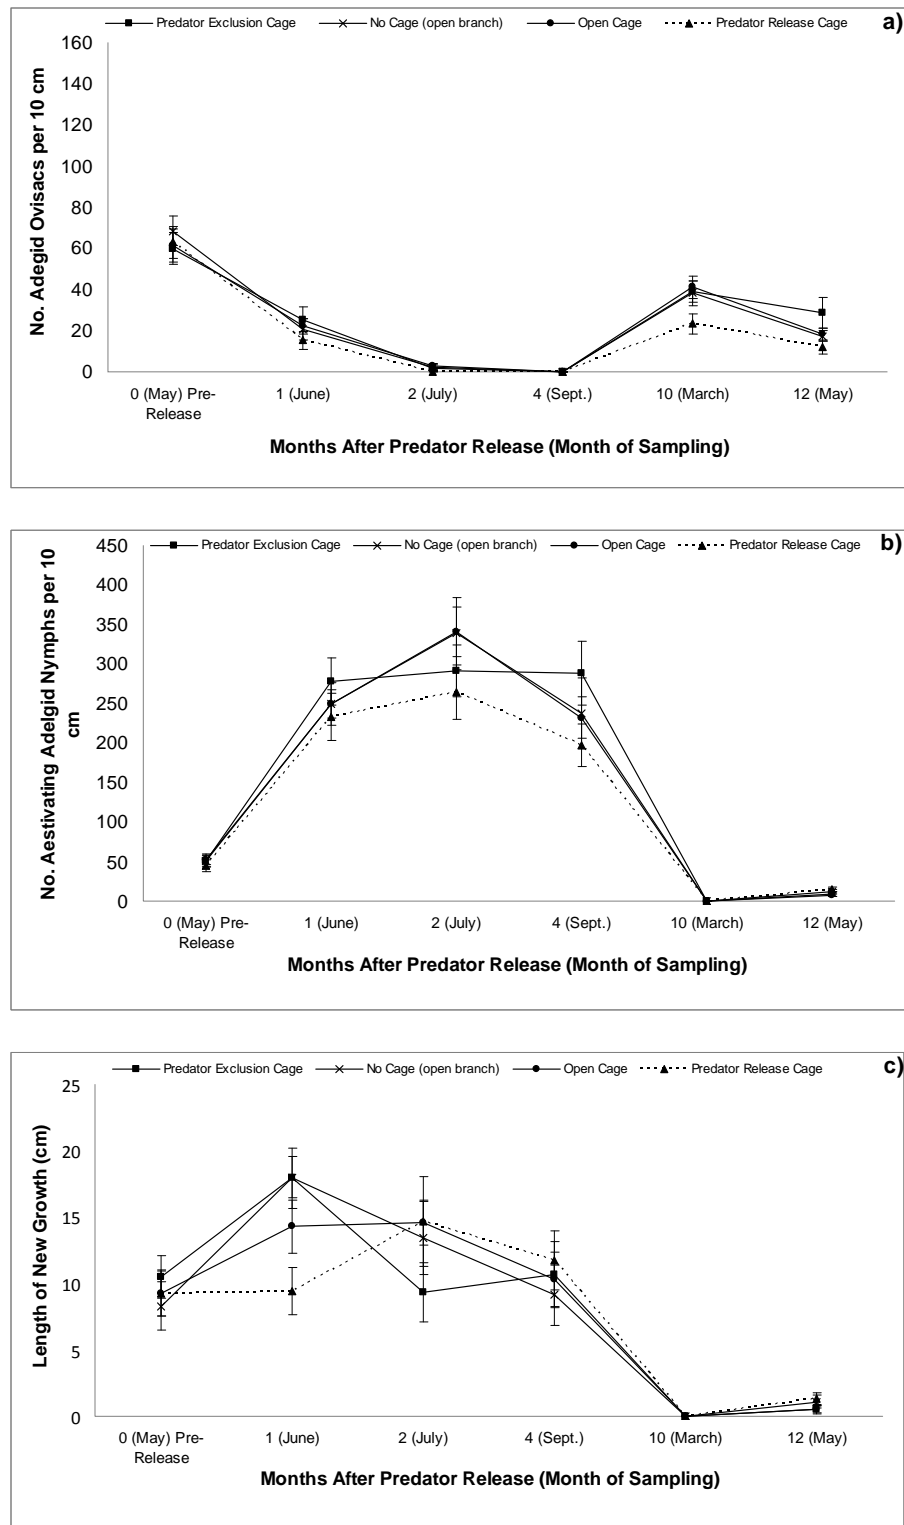 Predator Exclusion Cage No Cage (open branch) Open Cage Predator Release Cage a)
No. Adegid Ovisacs per 10 cm
160
140
120
100
80
60
40
20
0
0 (May) Pre- 1 (June) 2 (July) 4 (Sept.) 10 (March) 12 (May)
Release
Months After Predator Release (Month of Sampling)
Predator Exclusion Cage No Cage (open branch) Open Cage Predator Release Cage b)
No. Aestivating Adelgid Nymphs per 10
cm
450
400
350
300
250
200
150
100
50
0
0 (May) Pre- 1 (June) 2 (July) 4 (Sept.) 10 (March) 12 (May)
Release
Months After Predator Release (Month of Sampling)
Predator Exclusion Cage No Cage (open branch) Open Cage Predator Release Cage c)
Length of New Growth (cm)
25
20
15
10
5
0
0 (May) Pre- 1 (June) 2 (July) 4 (Sept.) 10 (March) 12 (May)
Release
Months After Predator Release (Month of Sampling)